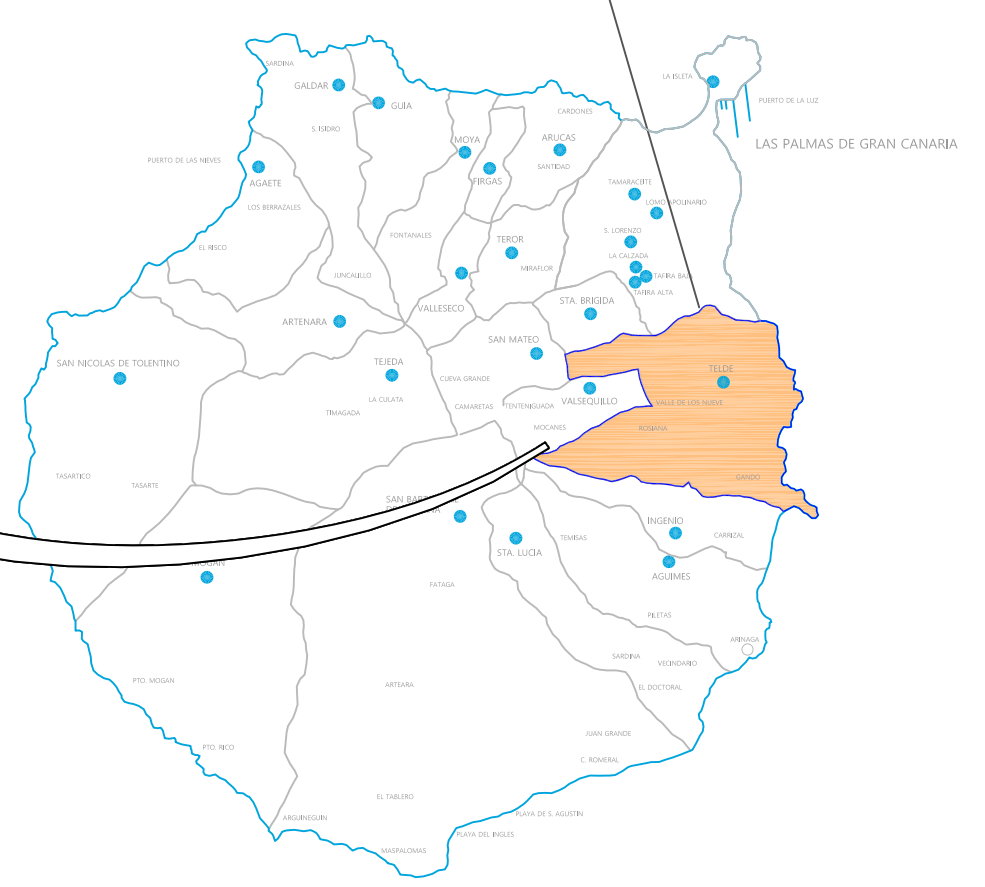 SARDINA
GALDAR
GUIA
S. ISIDRO
LA ISLETA
PUERTO DE LA LUZ
CARDONES
LAS PALMAS DE GRAN CANARIA
MOYA
ARUCAS
SANTIDAD
PUERTO DE LAS NIEVES
AGAETE
FIRGAS
TAMARACEITE
LOMO APOLINARIO
LOS BERRAZALES
FONTANALES
TEROR
S. LORENZO
EL RISCO
LA CALZADA
MIRAFLOR
JUNCALILLO
TAFIRA BAJA
TAFIRA ALTA
VALLESECO
STA. BRIGIDA
ARTENARA
SAN MATEO
SAN NICOLAS DE TOLENTINO
TEJEDA
TELDE
CUEVA GRANDE
LA CULATA
CAMARETAS
TENTENIGUADA
VALSEQUILLO
VALLE DE LOS NUEVE
TIMAGADA
MOCANES
ROSIANA
TASARTICO
TASARTE
GANDO
SAN
INGENIO
CARRIZAL
TEMISAS
STA. LUCIA
MOGAN
AGUIMES
FATAGA
PILETAS
ARINAGA
SARDINA
VECINDARIO
PTO. MOGAN
ARTEARA
EL DOCTORAL
JUAN GRANDE
PTO. RICO
C. ROMERAL
EL TABLERO
ARGUINEGUIN
PLAYA DE S. AGUSTIN
PLAYA DEL INGLES
MASPALOMAS